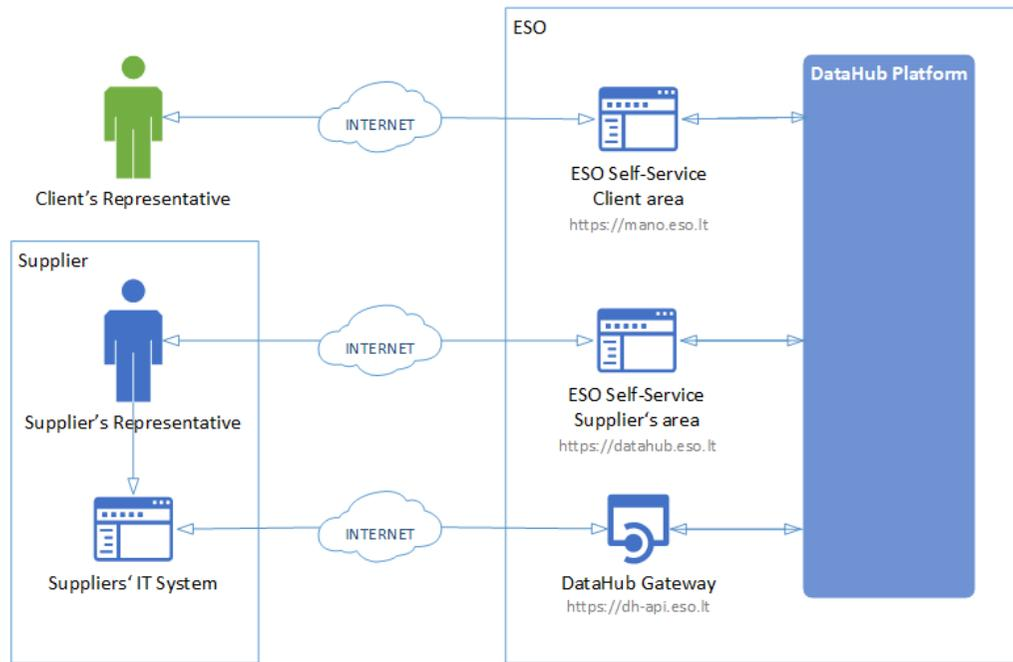 ESO
DataHub Platform
INTERNET
ESO Self-Service
Client area
https://mano.eso.lt
Client’s Representative
Supplier
INTERNET
ESO Self-Service
Supplier‘s area
https://datahub.eso.lt
Supplier’s Representative
INTERNET
DataHub Gateway
https://dh-api.eso.lt
Suppliers‘ IT System